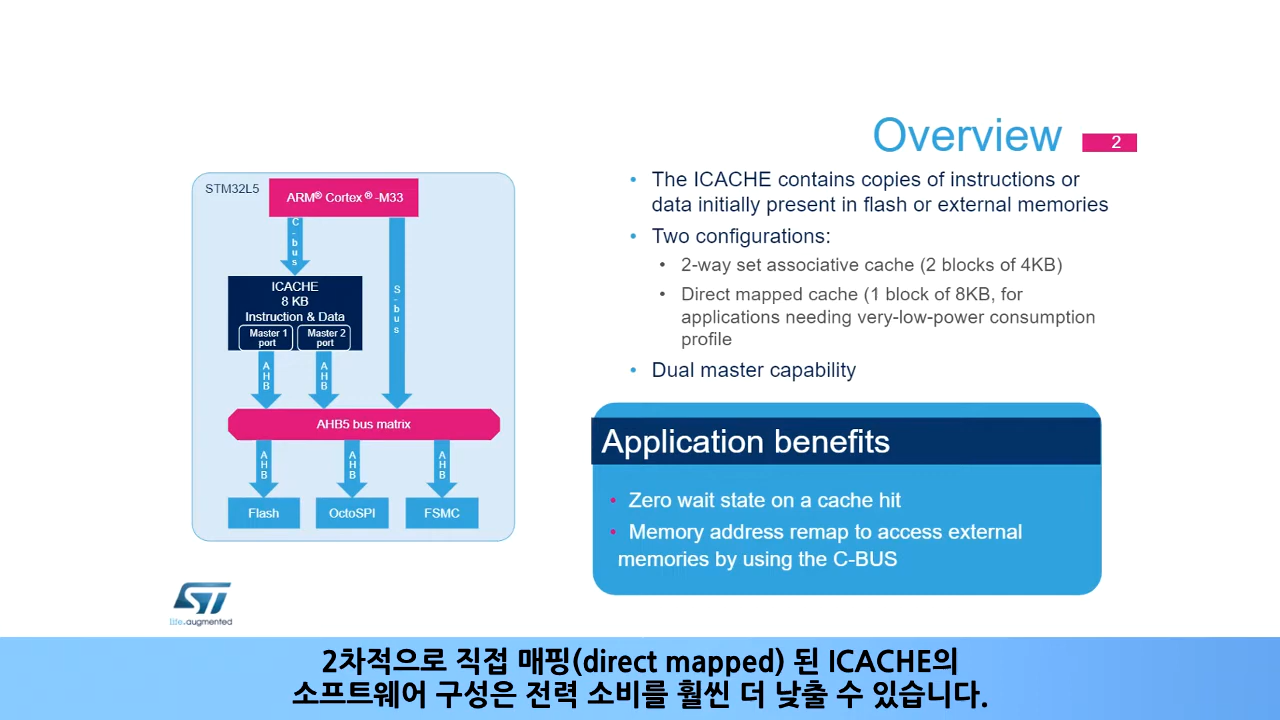 Overview
2
STM32L5
ARM® Cortex ® -M33
C-bus
S-bus
ICACHE
8 KB
Instruction & Data
Master 1
port
Master 2
port
AHB
AHB
AHB5 bus matrix
AHB
AHB
AHB
Flash
OctoSPI
FSMC
• The ICACHE contains copies of instructions or
data initially present in flash or external memories
• Two configurations:
• 2-way set associative cache (2 blocks of 4KB)
• Direct mapped cache (1 block of 8KB, for
applications needing very-low-power consumption
profile
• Dual master capability
Application benefits
• Zero wait state on a cache hit
• Memory address remap to access external
memories by using the C-BUS
ST
life.augmented
2차적으로 직접 매핑(direct mapped) 된 ICACHE의
소프트웨어 구성은 전력 소비를 훨씬 더 낮출 수 있습니다.